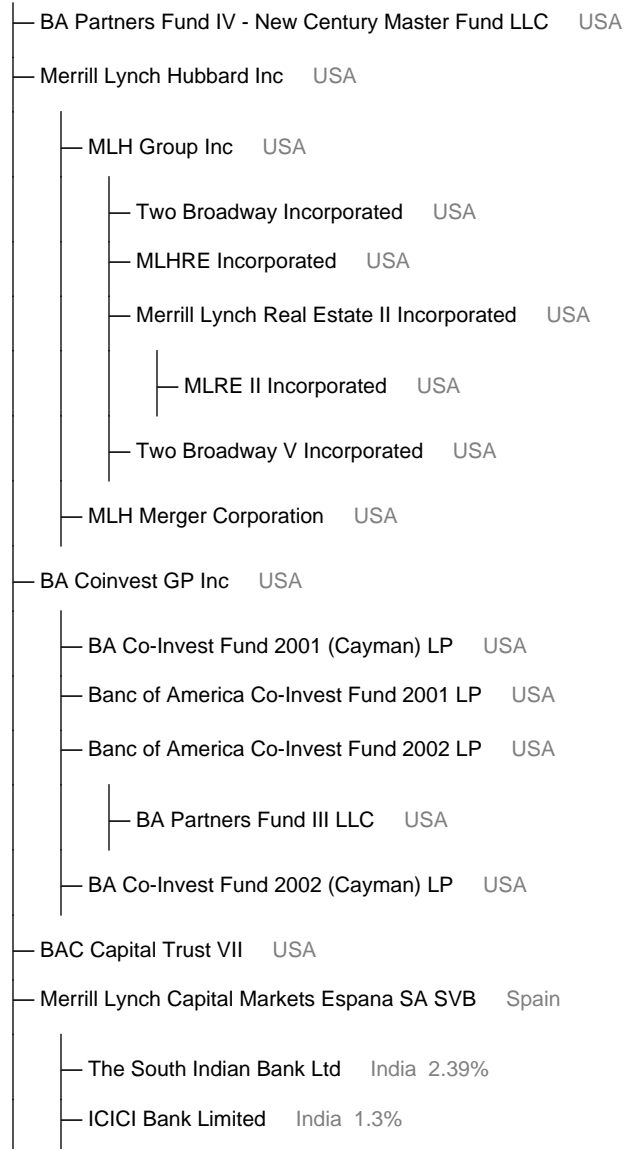 BA Partners Fund IV - New Century Master Fund LLC USA
Merrill Lynch Hubbard Inc USA
MLH Group Inc USA
Two Broadway Incorporated USA
MLHRE Incorporated USA
Merrill Lynch Real Estate II Incorporated USA
MLRE II Incorporated USA
Two Broadway V Incorporated USA
MLH Merger Corporation USA
BA Coinvest GP Inc USA
BA Co-Invest Fund 2001 (Cayman) LP USA
Banc of America Co-Invest Fund 2001 LP USA
Banc of America Co-Invest Fund 2002 LP USA
BA Partners Fund III LLC USA
BA Co-Invest Fund 2002 (Cayman) LP USA
BAC Capital Trust VII USA
Merrill Lynch Capital Markets Espana SA SVB Spain
The South Indian Bank Ltd India 2.39%
ICICI Bank Limited India 1.3%